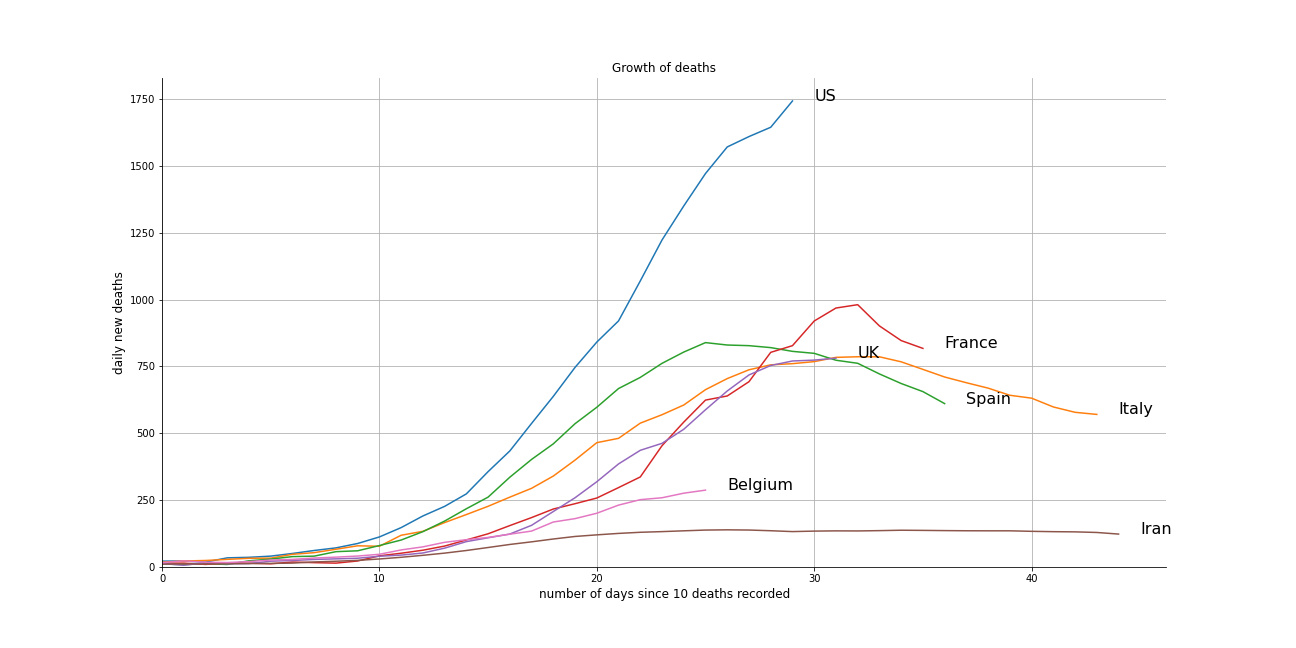 Growth of deaths
1750
1500
1250
1000
750
500
250
0
daily new deaths
US
France
UK
Spain
Italy
Belgium
Iran
0 10 20 30 40
number of days since 10 deaths recorded